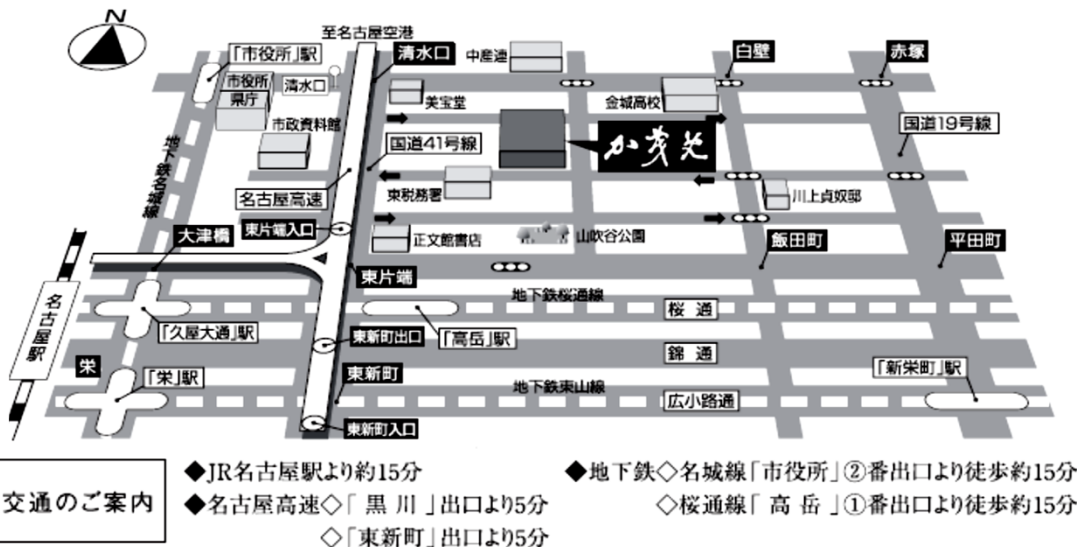 N
至名古屋空港
「市役所」駅
清水口
中産連
白壁
赤塚
市役所
県庁
清水口
美宝堂
金城高校
市政資料館
国道41号線
加茂免
国道19号線
地下鉄名城線
名古屋高速
東税務署
川上貞奴邸
東片端入口
大津橋
正文館書店
山吹谷公園
飯田町
平田町
東片端
名古屋駅
地下鉄桜通線
桜通
「久屋大通」駅
東新町出口
「高岳」駅
錦通
栄
「栄」駅
東新町
地下鉄東山線
「新栄町」駅
広小路通
東新町入口
交通のご案内
◆JR名古屋駅より約15分
◆名古屋高速◇「黒川」出口より5分
◇「東新町」出口より5分
◆地下鉄◇名城線「市役所」②番出口より徒歩約15分
◇桜通線「高岳」①番出口より徒歩約15分